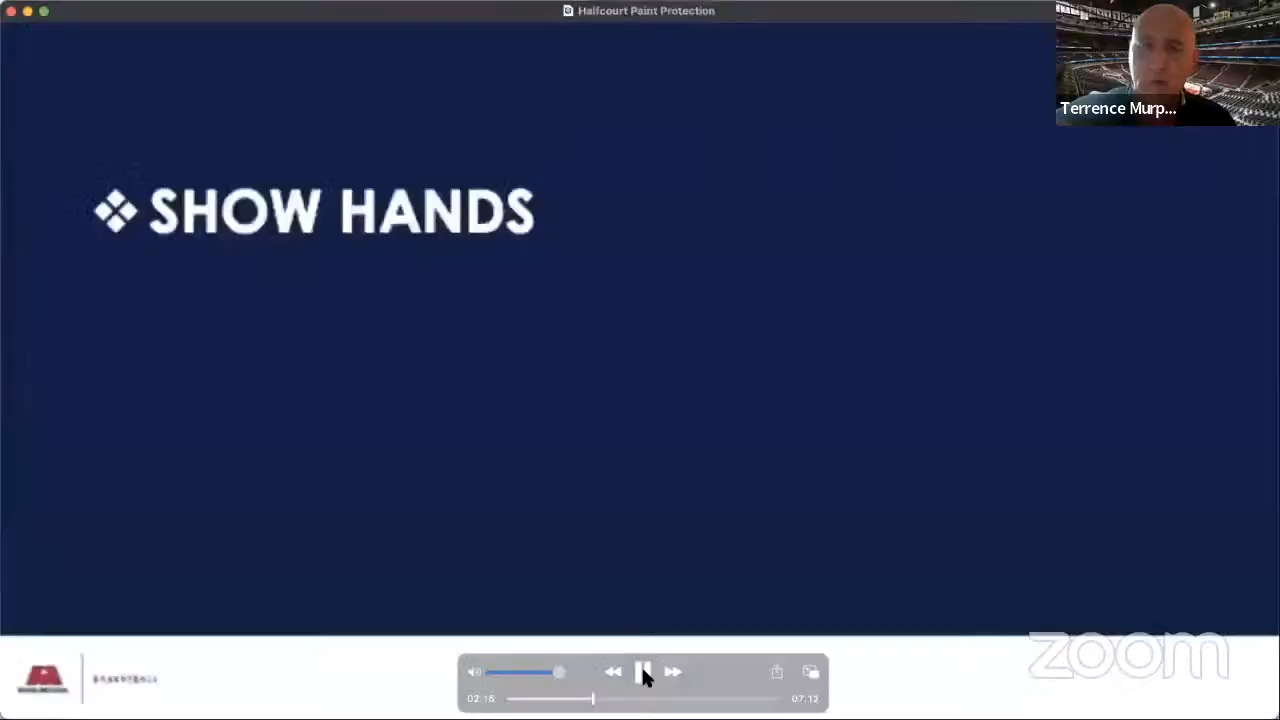 Halfcourt Paint Protection
Terrence Murp...
❖ SHOW HANDS
zoom
02:15
07:12